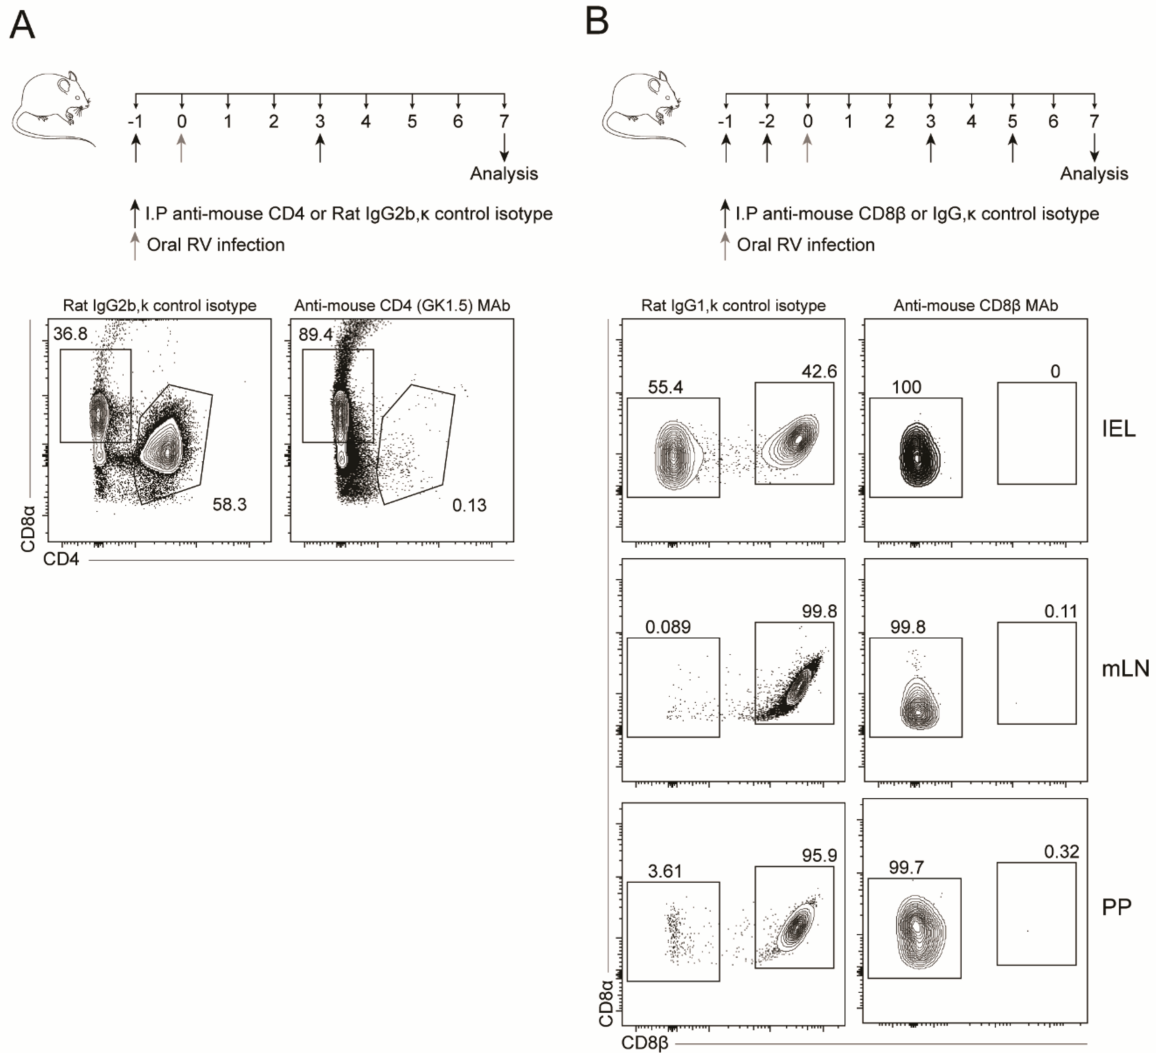 A
-1 0 1 2 3 4 5 6 7
Analysis
I.P anti-mouse CD4 or Rat IgG2b,κ control isotype
Oral RV infection
Rat IgG2b,k control isotype
Anti-mouse CD4 (GK1.5) MAb
36.8
58.3
89.4
0.13
CD8α
CD4
B
-1 -2 0 1 2 3 4 5 6 7
Analysis
I.P anti-mouse CD8β or IgG,κ control isotype
Oral RV infection
Rat IgG1,κ control isotype
Anti-mouse CD8β MAb
55.4
42.6
100
0
IEL
0.089
99.8
99.8
0.11
mLN
3.61
95.9
99.7
0.32
PP
CD8α
CD8β